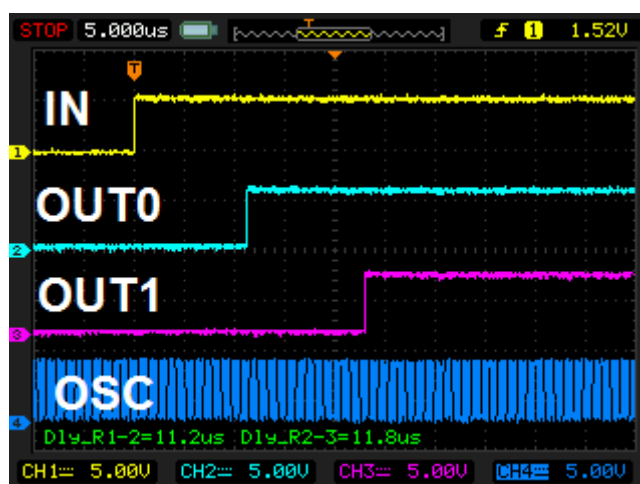 STOP 5.000us T f 1 1.52V
T
IN
1
OUT0
2
OUT1
3
OSC
4
Dly_R1-2=11.2us Dly_R2-3=11.8us
CH1 5.00V CH2 5.00V CH3 5.00V CH4 5.00V